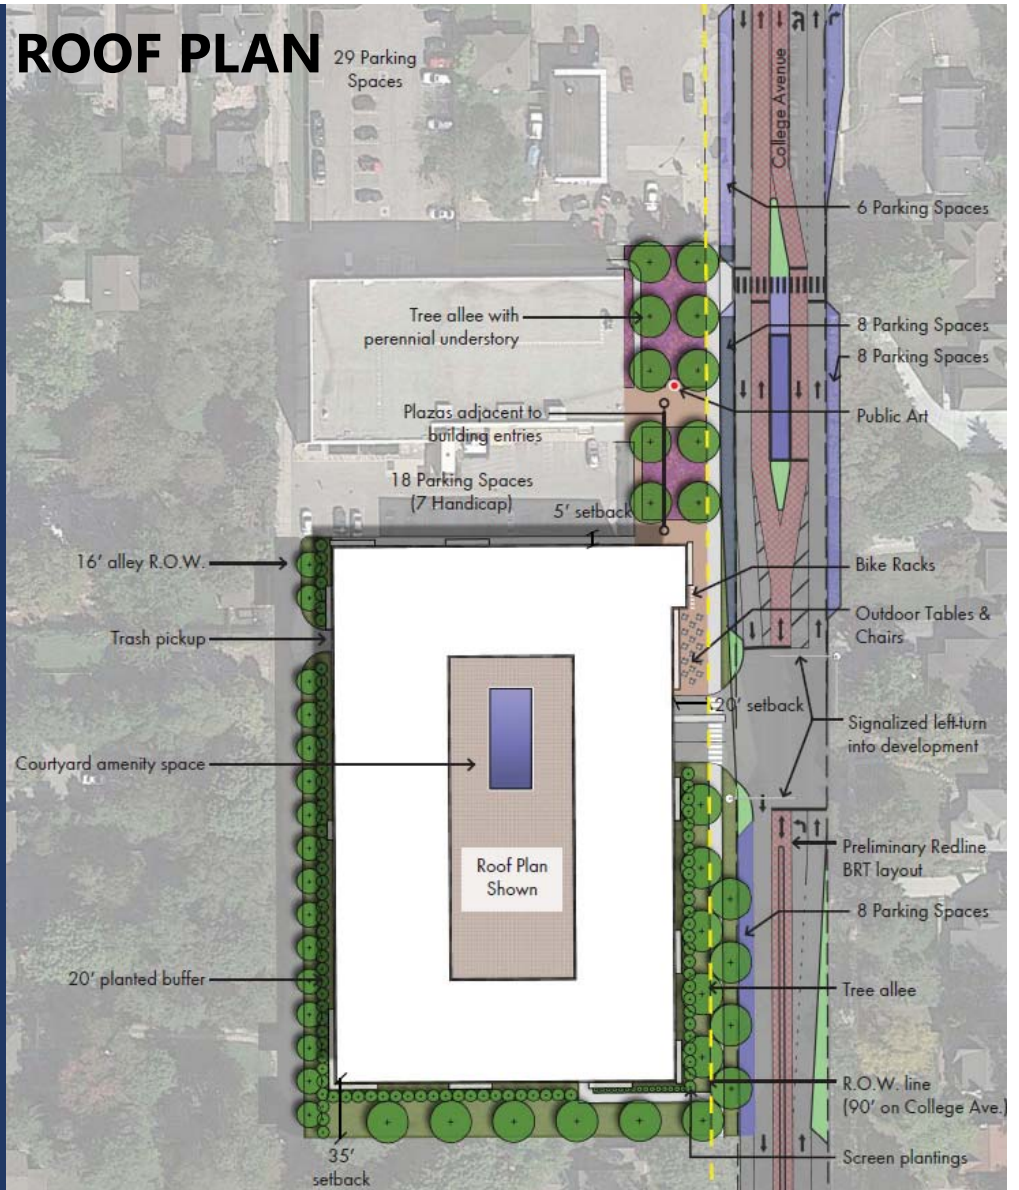 ROOF PLAN
29 Parking
Spaces
College Avenue
6 Parking Spaces
Tree allee with
perennial understory
8 Parking Spaces
8 Parking Spaces
Plazas adjacent to
building entries
Public Art
18 Parking Spaces
(7 Handicap)
5' setback
16' alley R.O.W.
Bike Racks
Outdoor Tables &
Chairs
Trash pickup
20' setback
Signalized left-turn
into development
Courtyard amenity space
Preliminary Redline
BRT layout
Roof Plan
Shown
8 Parking Spaces
20' planted buffer
Tree allee
R.O.W. line
(90' on College Ave.)
Screen plantings
35'
setback